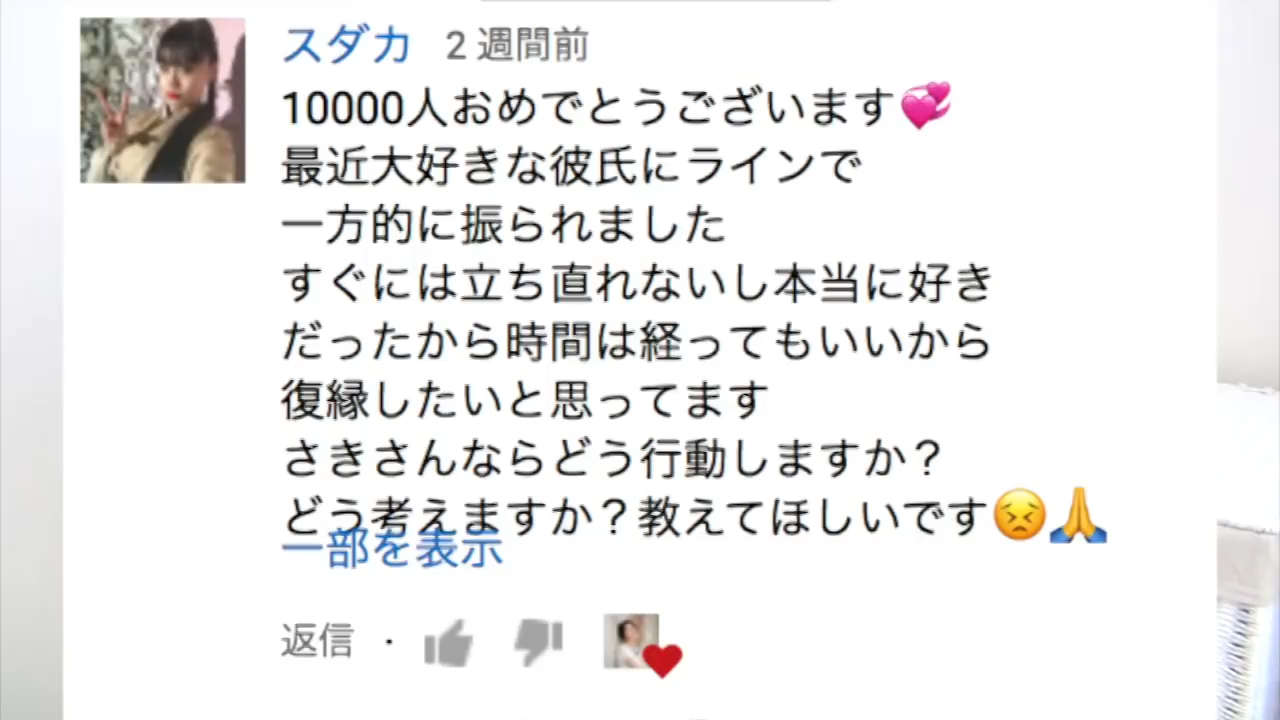 スダカ 2 週間前
10000人おめでとうございます💞
最近大好きな彼氏にラインで
一方的に振られました
すぐには立ち直れないし本当に好き
だったから時間は経ってもいいから
復縁したいと思ってます
さきさんならどう行動しますか？
どう考えますか？教えてほしいです😣🙏
一部を表示
返信 ・